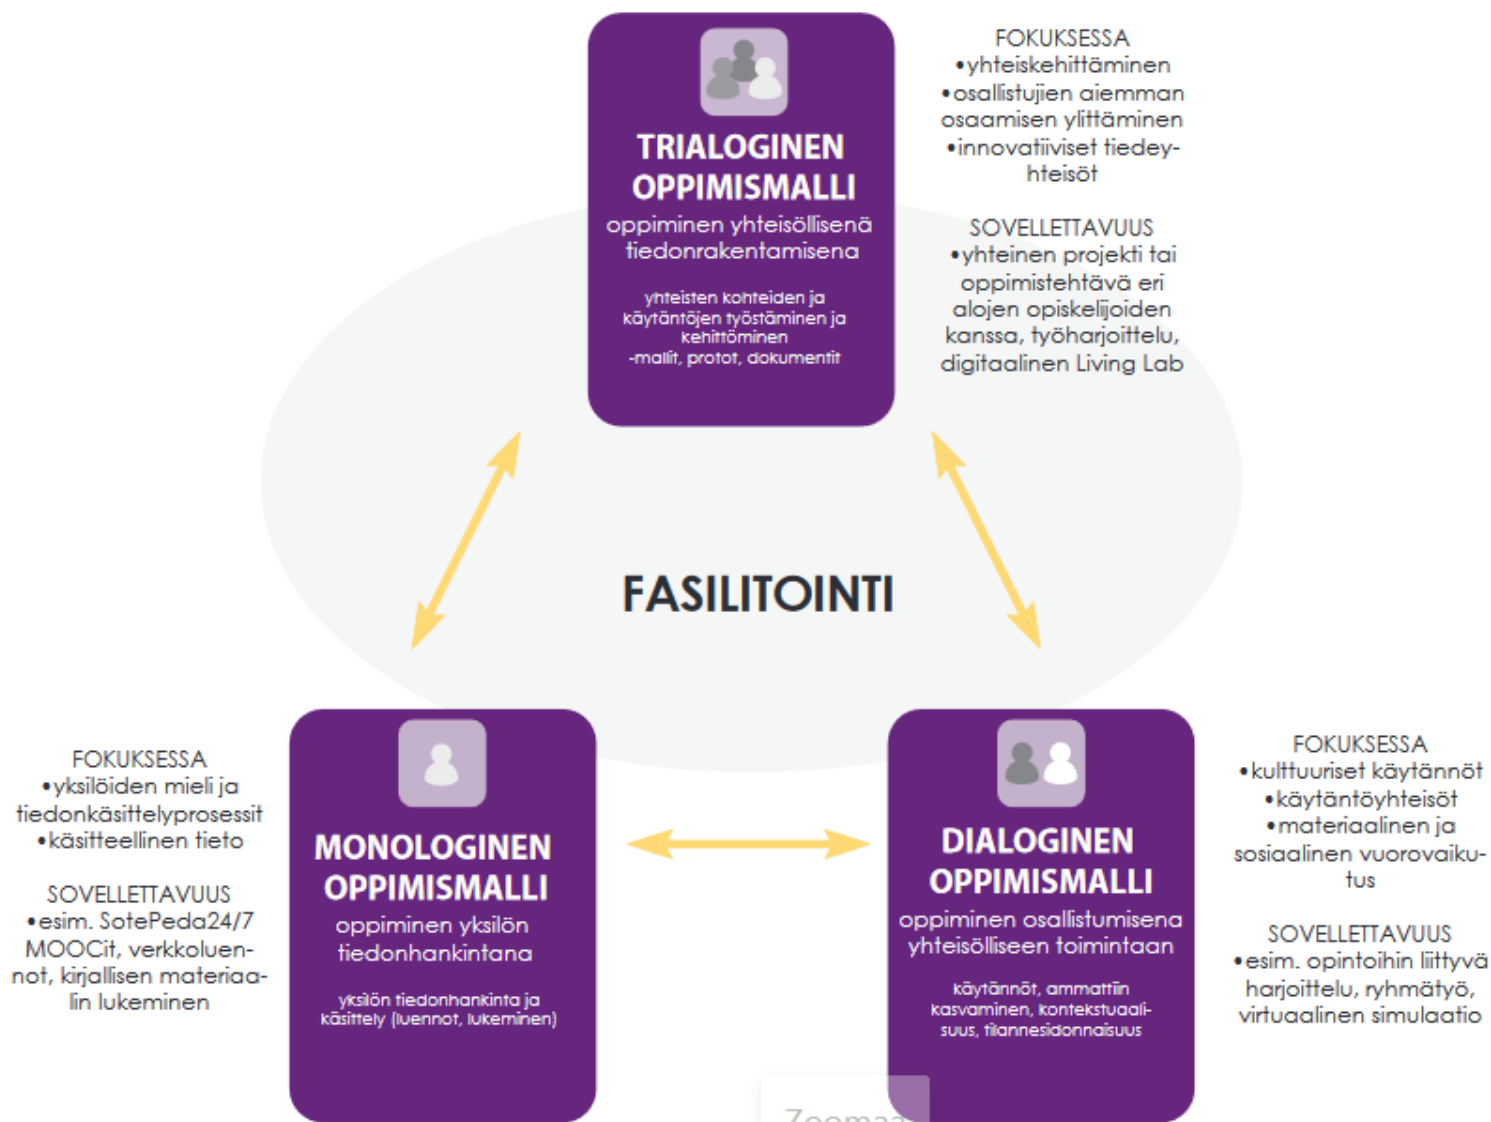 TRIALOGINEN
OPPIMISMALLI
oppiminen yhteisöllisenä
tiedonrakentamisena
yhteisten kohteiden ja
käytäntöjen työstäminen ja
kehittöminen
-mallit, protot, dokumentit
FOKUKSESSA
•yhteiskehittäminen
•osallistujien aiemman
osaamisen ylittäminen
•innovatiiviset tiedey-
hteisöt
SOVELLETTAVUUS
•yhteinen projekti tai
oppimistehtävä eri
alojen opiskelijoiden
kanssa, työharjoittelu,
digitaalinen Living Lab
FASILITOINTI
FOKUKSESSA
•yksilöiden mieli ja
tiedonkäsittelyprosessit
•käsitteellinen tieto
SOVELLETTAVUUS
•esim. SotePeda24/7
MOOCit, verkkoluen-
not, kirjallisen materiaa-
lin lukeminen
MONOLOGINEN
OPPIMISMALLI
oppiminen yksilön
tiedonhankintana
yksilön tiedonhankinta ja
käsittely (luennot, lukeminen)
DIALOGINEN
OPPIMISMALLI
oppiminen osallistumisena
yhteisölliseen toimintaan
käytännöt, ammattiin
kasvaminen, kontekstuaali-
suus, tilannesidonnaisuus
FOKUKSESSA
•kulttuuriset käytännöt
•käytäntöyhteisöt
•materiaalinen ja
sosiaalinen vuorovaiku-
tus
SOVELLETTAVUUS
•esim. opintoihin liittyvä
harjoittelu, ryhmätyö,
virtuaalinen simulaatio
Zoomaa